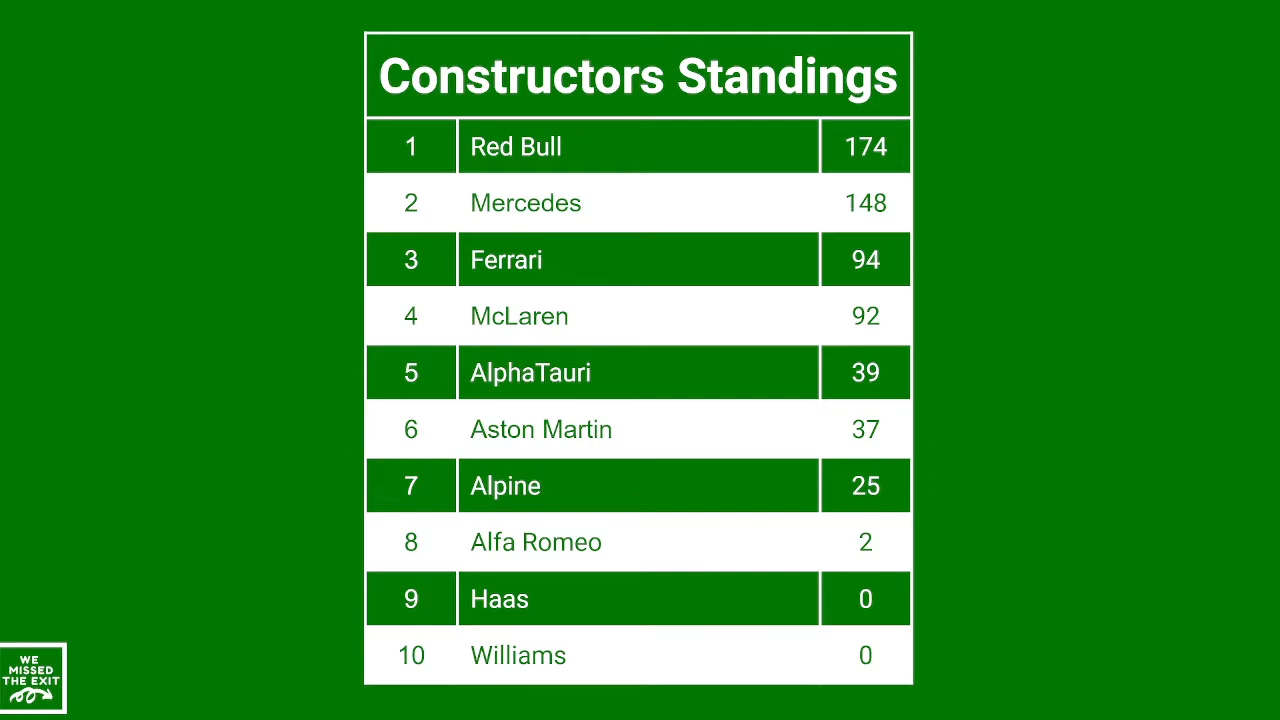 Constructors Standings
1 Red Bull 174
2 Mercedes 148
3 Ferrari 94
4 McLaren 92
5 AlphaTauri 39
6 Aston Martin 37
7 Alpine 25
8 Alfa Romeo 2
9 Haas 0
10 Williams 0
WE
MISSED
THE EXIT